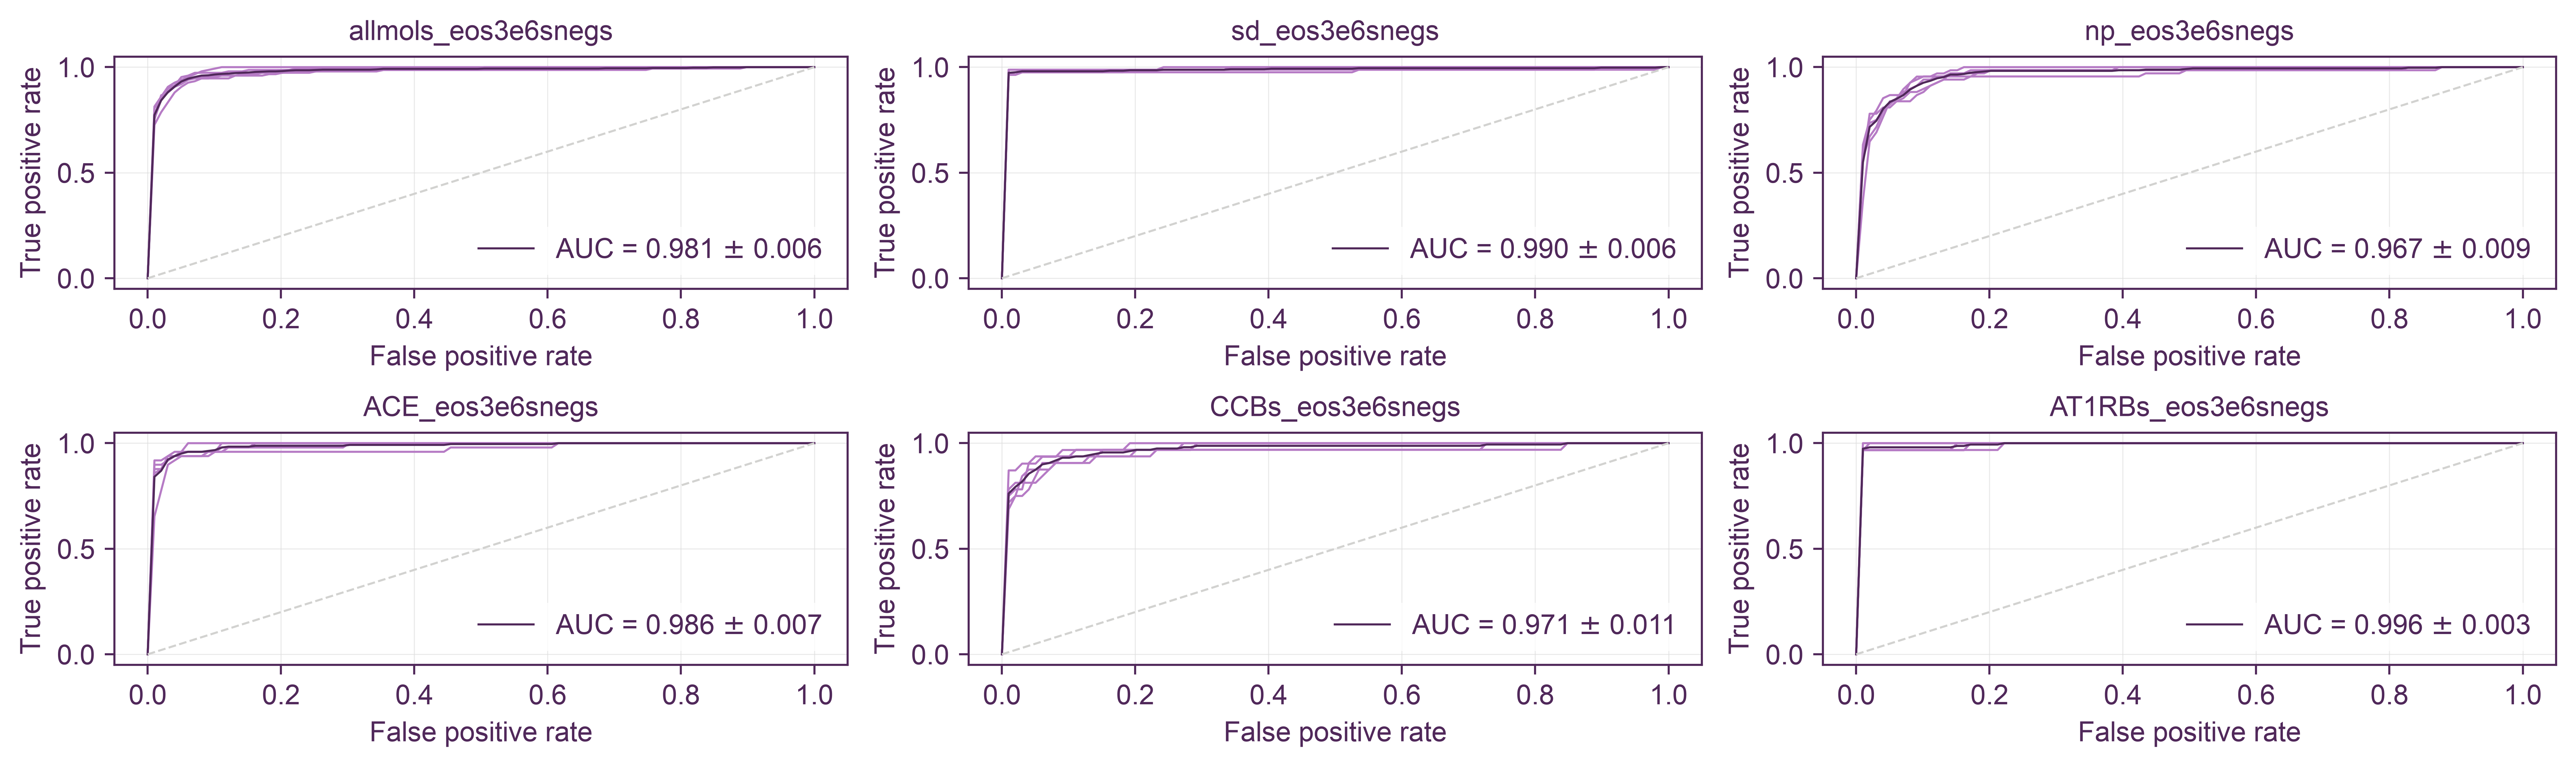 allmols_eos3e6snegs
True positive rate
1.0
0.5
0.0
AUC = 0.981 ± 0.006
0.0 0.2 0.4 0.6 0.8 1.0
False positive rate
sd_eos3e6snegs
True positive rate
1.0
0.5
0.0
AUC = 0.990 ± 0.006
0.0 0.2 0.4 0.6 0.8 1.0
False positive rate
np_eos3e6snegs
True positive rate
1.0
0.5
0.0
AUC = 0.967 ± 0.009
0.0 0.2 0.4 0.6 0.8 1.0
False positive rate
ACE_eos3e6snegs
True positive rate
1.0
0.5
0.0
AUC = 0.986 ± 0.007
0.0 0.2 0.4 0.6 0.8 1.0
False positive rate
CCBs_eos3e6snegs
True positive rate
1.0
0.5
0.0
AUC = 0.971 ± 0.011
0.0 0.2 0.4 0.6 0.8 1.0
False positive rate
AT1RBs_eos3e6snegs
True positive rate
1.0
0.5
0.0
AUC = 0.996 ± 0.003
0.0 0.2 0.4 0.6 0.8 1.0
False positive rate